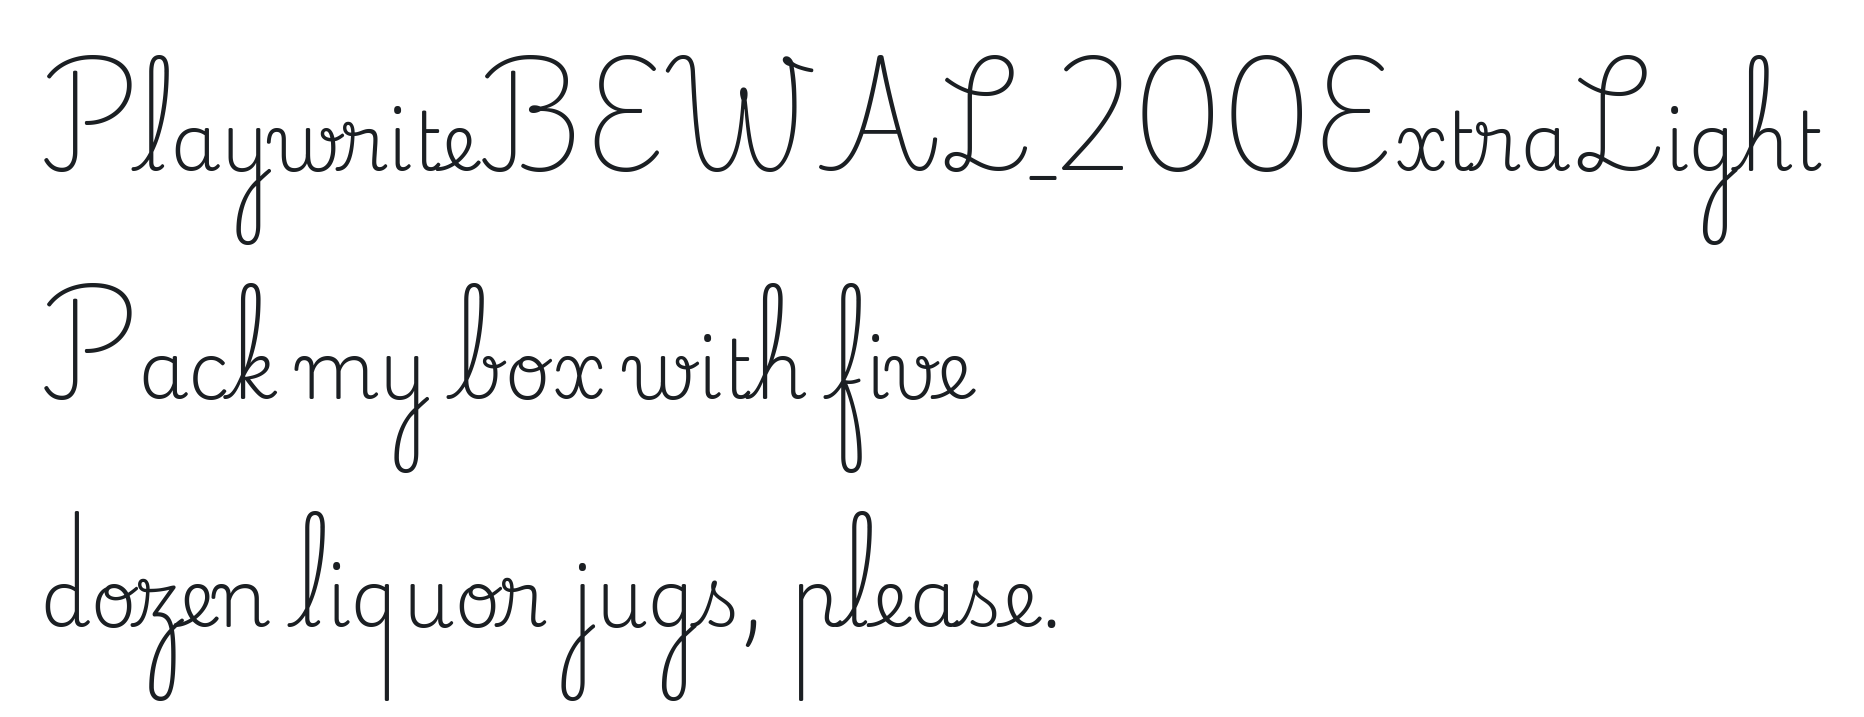 PlaywriteBEWAL_200ExtraLight
Pack my box with five
dozen liquor jugs, please.